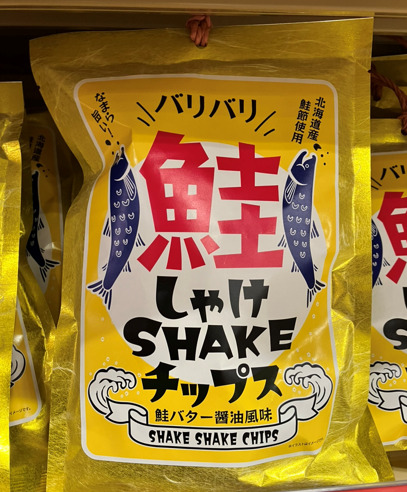 バリバリ
北海道産
鮭節使用
なまら
旨い!
鮭
しゃけ
SHAKE
チップス
鮭バター醤油風味
SHAKE SHAKE CHIPS